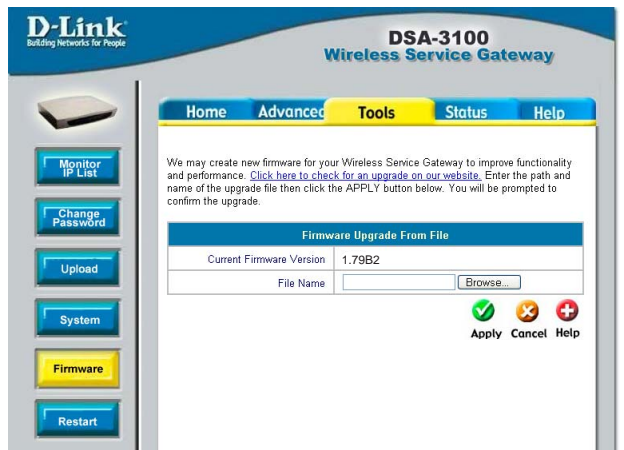 D-Link
Building Networks for People
DSA-3100
Wireless Service Gateway
Home Advanced Tools Status Help
Monitor
IP List
Change
Password
Upload
System
Firmware
Restart
We may create new firmware for your Wireless Service Gateway to improve functionality
and performance. Click here to check for an upgrade on our website. Enter the path and
name of the upgrade file then click the APPLY button below. You will be prompted to
confirm the upgrade.
Firmware Upgrade From File
Current Firmware Version 1.79B2
File Name Browse...
Apply Cancel Help